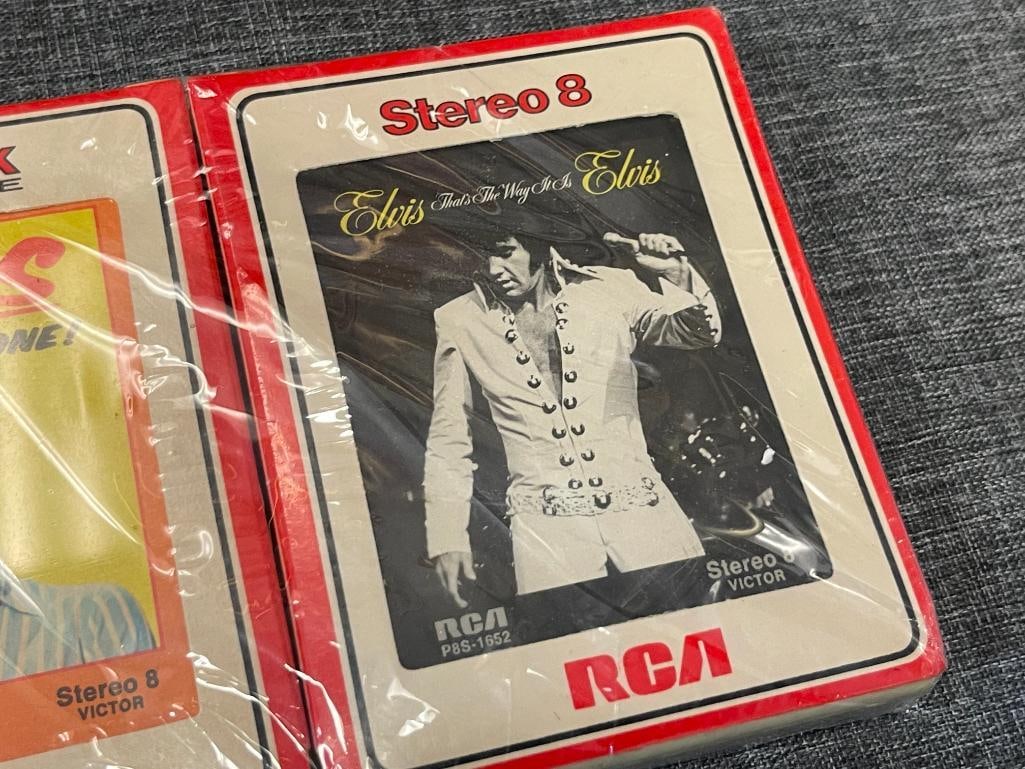 Stereo 8
Elvis That's The Way It Is Elvis
RCA
P8S-1652
Stereo 8
VICTOR
RCA
ONE!
Stereo 8
VICTOR